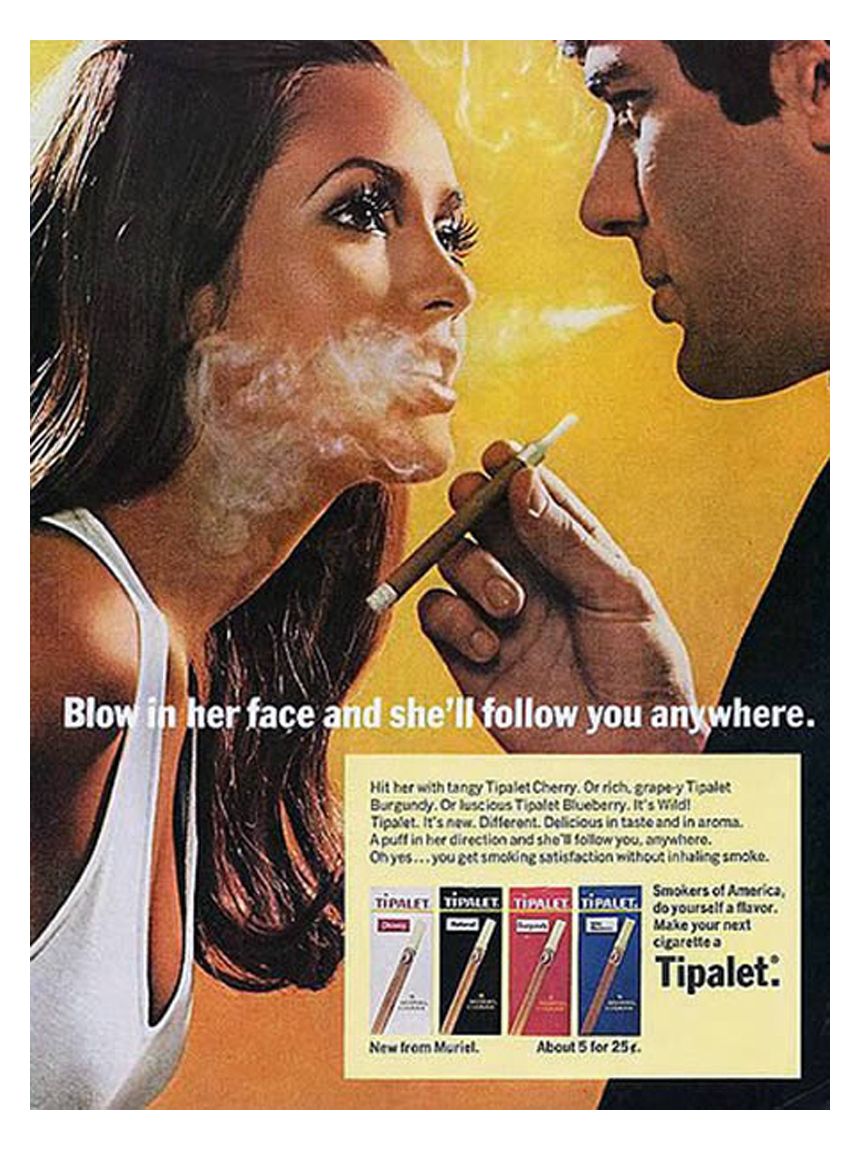 Blow in her face and she'll follow you anywhere.
Hit her with tangy Tipalet Cherry. Or rich, grape-y Tipalet
Burgundy. Or luscious Tipalet Blueberry. It's Wild!
Tipalet. It's new. Different. Delicious in taste and in aroma.
A puff in her direction and she'll follow you, anywhere.
Oh yes...you get smoking satisfaction without inhaling smoke.
TIPALET TIPALET TIPALET TIPALET
Cherry Natural Burgundy
Smokers of America,
do yourself a flavor.
Make your next
cigarette a
Tipalet.®
New from Muriel. About 5 for 25¢.